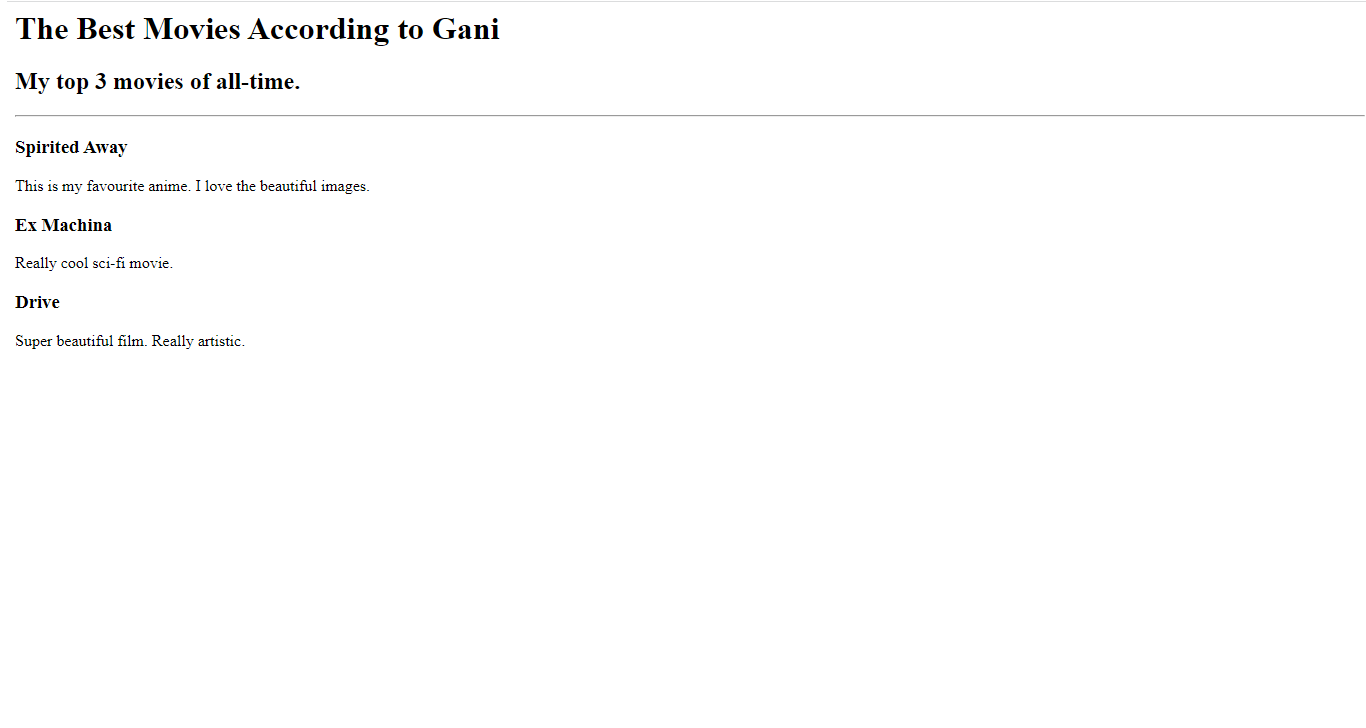 The Best Movies According to Gani
My top 3 movies of all-time.
Spirited Away
This is my favourite anime. I love the beautiful images.
Ex Machina
Really cool sci-fi movie.
Drive
Super beautiful film. Really artistic.